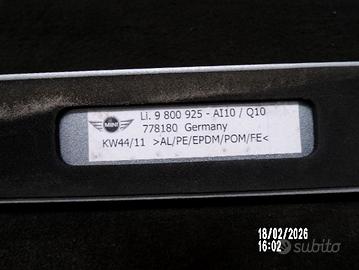 Li. 9 800 925 - AI10 / Q10
MINI
778180 Germany
KW44/11 >AL/PE/EPDM/POM/FE<
18/02/2026
16:02
subito